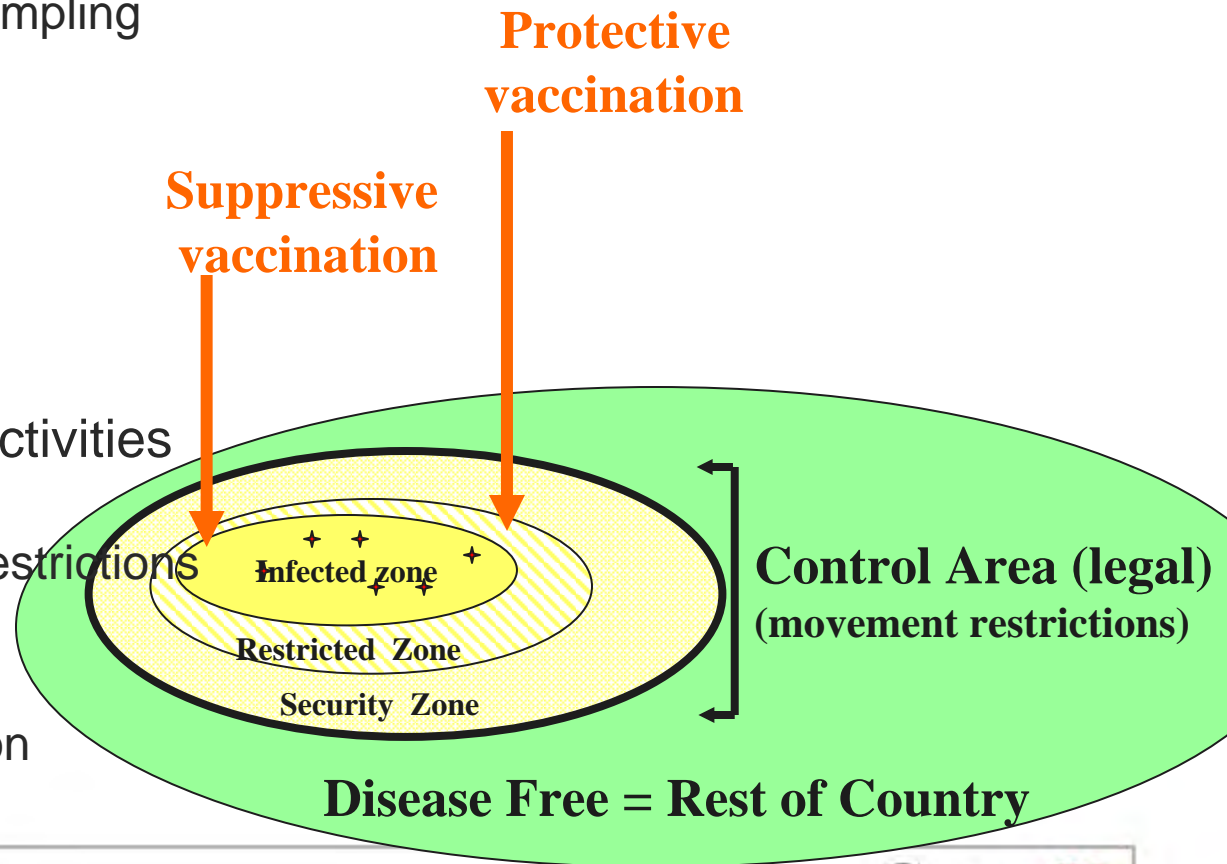 mpling
Protective
vaccination
Suppressive
vaccination
ctivities
estrictions
Infected zone
Restricted Zone
Security Zone
Control Area (legal)
(movement restrictions)
on
Disease Free = Rest of Country